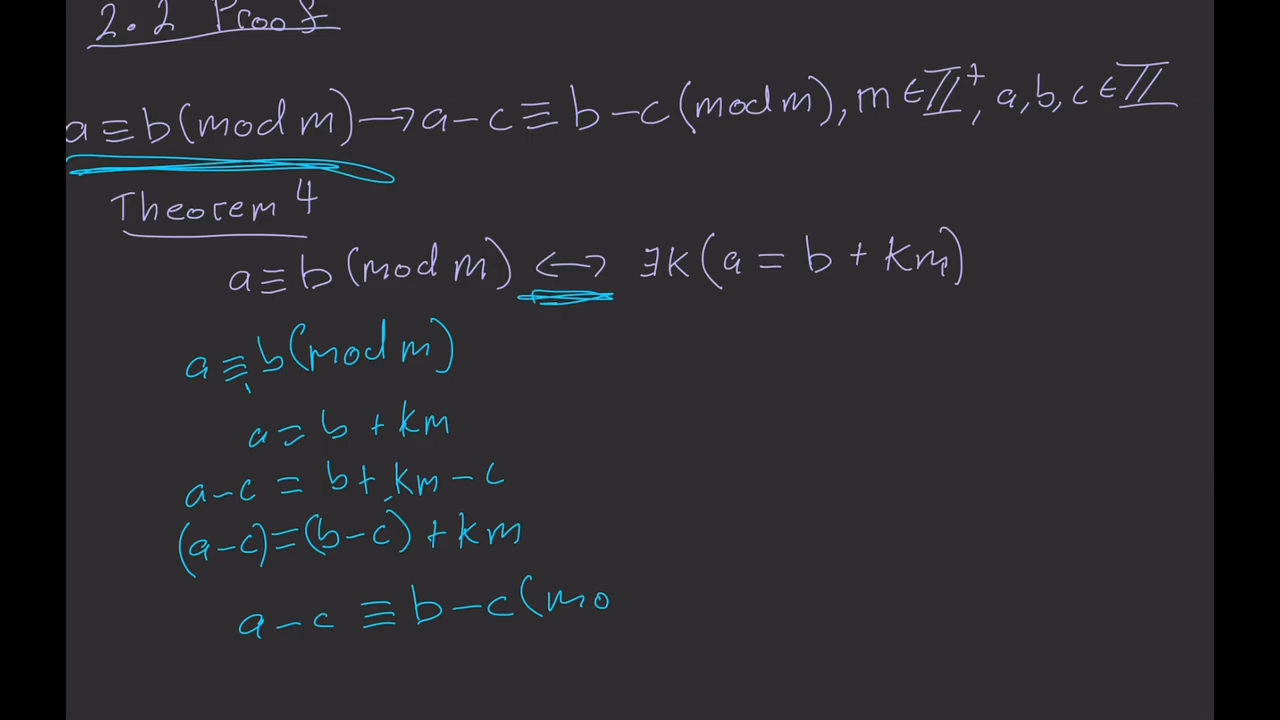 2.2 Proof
a≡b(mod m)→a-c≡b-c(mod m), m∈ℤ⁺, a,b,c∈ℤ
Theorem 4
a≡b(mod m) ↔ ∃k(a=b+km)
a≡b(mod m)
a=b+km
a-c=b+km-c
(a-c)=(b-c)+km
a-c≡b-c(mo